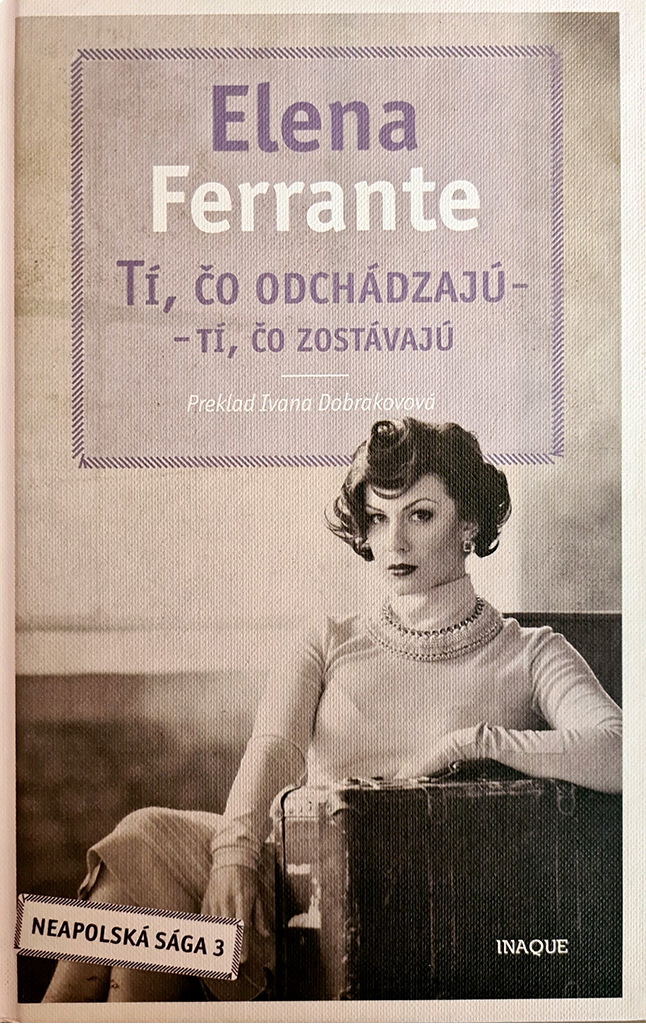 Elena
Ferrante
Tí, čo odchádzajú–
– tí, čo zostávajú
Preklad Ivana Dobrakovová
NEAPOLSKÁ SÁGA 3
INAQUE